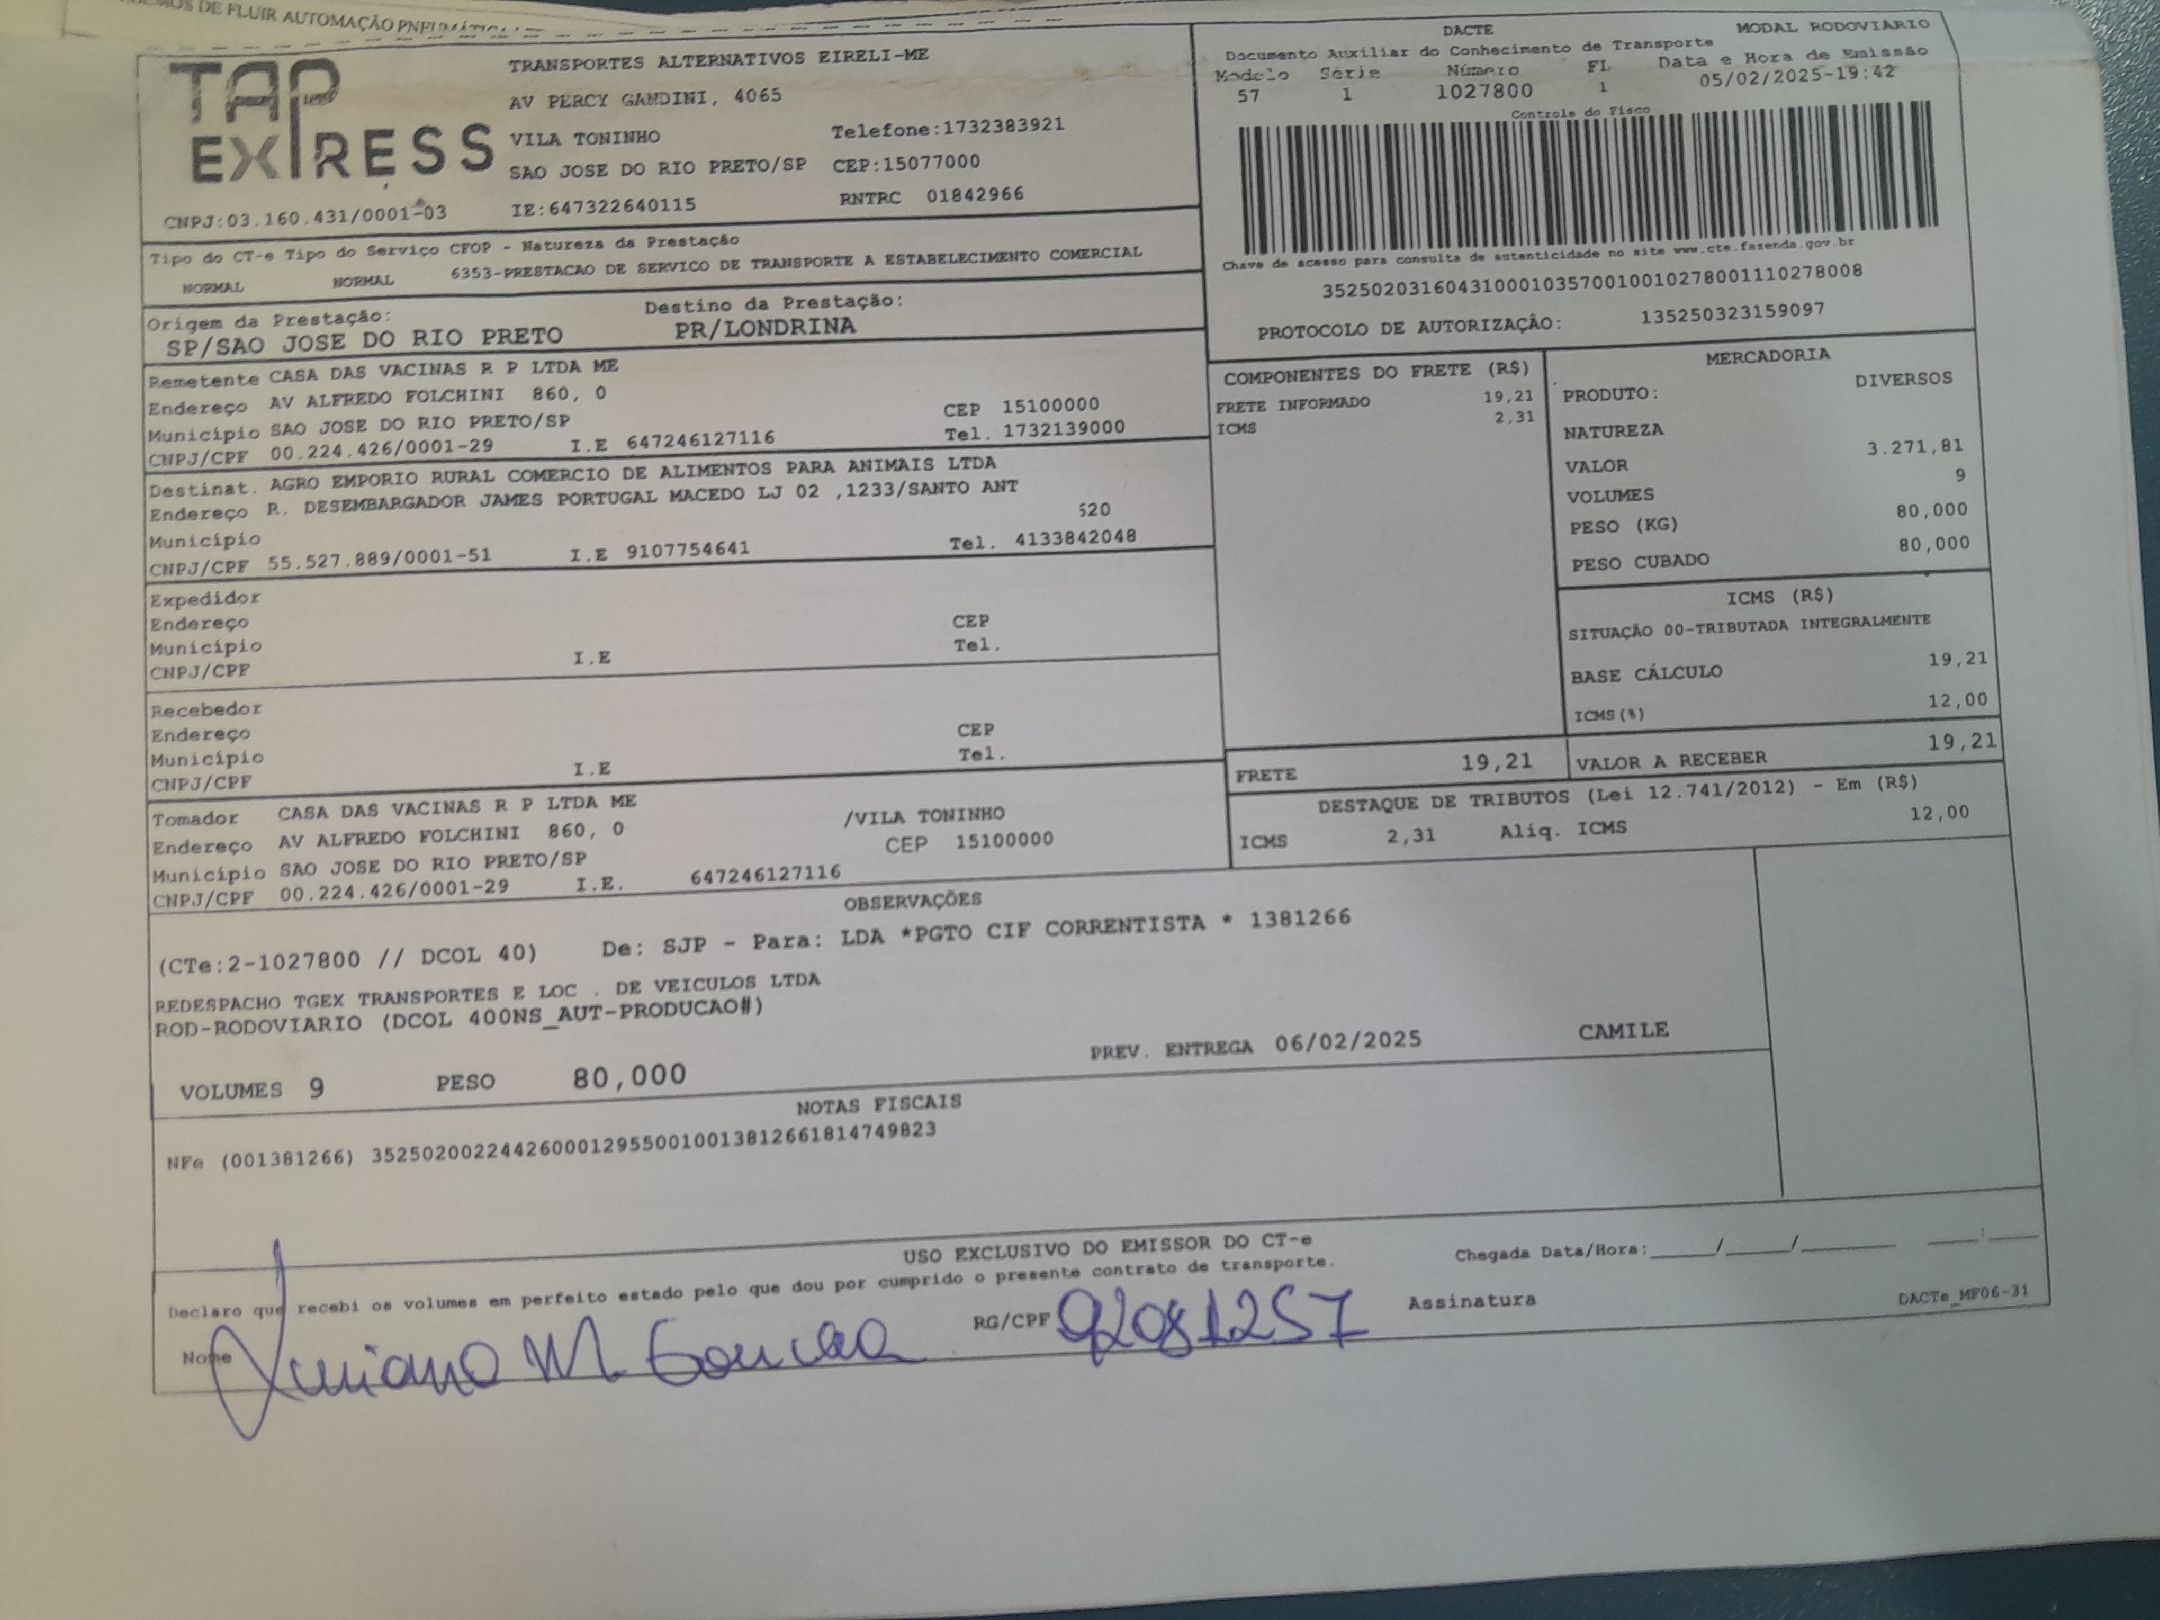 DE FLUIR AUTOMAÇÃO PNEUMÁTICA
TAP EXPRESS
TRANSPORTES ALTERNATIVOS EIRELI-ME
AV PERCY GANDINI, 4065
VILA TONINHO Telefone:1732383921
SAO JOSE DO RIO PRETO/SP CEP:15077000
CNPJ:03.160.431/0001-03 IE:647322640115 RNTRC 01842966
DACTE MODAL RODOVIÁRIO
Documento Auxiliar do Conhecimento de Transporte
Modelo Série Número FL Data e Hora de Emissão
57 1 1027800 1 05/02/2025-19:42
Controle do Fisco
Chave de acesso para consulta de autenticidade no site www.cte.fazenda.gov.br
35250203160431000103570010010278001110278008
PROTOCOLO DE AUTORIZAÇÃO: 135250323159097
Tipo do CT-e Tipo do Serviço CFOP - Natureza da Prestação
NORMAL NORMAL 6353-PRESTACAO DE SERVICO DE TRANSPORTE A ESTABELECIMENTO COMERCIAL
Origem da Prestação: Destino da Prestação:
SP/SAO JOSE DO RIO PRETO PR/LONDRINA
Remetente CASA DAS VACINAS R P LTDA ME
Endereço AV ALFREDO FOLCHINI 860, 0 CEP 15100000
Município SAO JOSE DO RIO PRETO/SP Tel. 1732139000
CNPJ/CPF 00.224.426/0001-29 I.E 647246127116
Destinat. AGRO EMPORIO RURAL COMERCIO DE ALIMENTOS PARA ANIMAIS LTDA
Endereço R. DESEMBARGADOR JAMES PORTUGAL MACEDO LJ 02 ,1233/SANTO ANT
Município 520
CNPJ/CPF 55.527.889/0001-51 I.E 9107754641 Tel. 4133842048
Expedidor
Endereço CEP
Município Tel.
CNPJ/CPF I.E
Recebedor
Endereço CEP
Município Tel.
CNPJ/CPF I.E
Tomador CASA DAS VACINAS R P LTDA ME
Endereço AV ALFREDO FOLCHINI 860, 0 /VILA TONINHO
Município SAO JOSE DO RIO PRETO/SP CEP 15100000
CNPJ/CPF 00.224.426/0001-29 I.E. 647246127116
COMPONENTES DO FRETE (R$)
FRETE INFORMADO 19,21
ICMS 2,31
MERCADORIA
PRODUTO: DIVERSOS
NATUREZA
VALOR 3.271,81
VOLUMES 9
PESO (KG) 80,000
PESO CUBADO 80,000
ICMS (R$)
SITUAÇÃO 00-TRIBUTADA INTEGRALMENTE
BASE CÁLCULO 19,21
ICMS(%) 12,00
FRETE 19,21 VALOR A RECEBER 19,21
DESTAQUE DE TRIBUTOS (Lei 12.741/2012) - Em (R$)
ICMS 2,31 Aliq. ICMS 12,00
OBSERVAÇÕES
(CTe:2-1027800 // DCOL 40) De: SJP - Para: LDA *PGTO CIF CORRENTISTA * 1381266
REDESPACHO TGEX TRANSPORTES E LOC . DE VEICULOS LTDA
ROD-RODOVIARIO (DCOL 400NS_AUT-PRODUCAO#)
VOLUMES 9 PESO 80,000 PREV. ENTREGA 06/02/2025 CAMILE
NOTAS FISCAIS
NFe (001381266) 35250200224426000129550010013812661814749823
USO EXCLUSIVO DO EMISSOR DO CT-e
Declaro que recebi os volumes em perfeito estado pelo que dou por cumprido o presente contrato de transporte.
Chegada Data/Hora:____/____/______ ____:____
Nome RG/CPF 92081257 Assinatura
DACTe_MF06-31